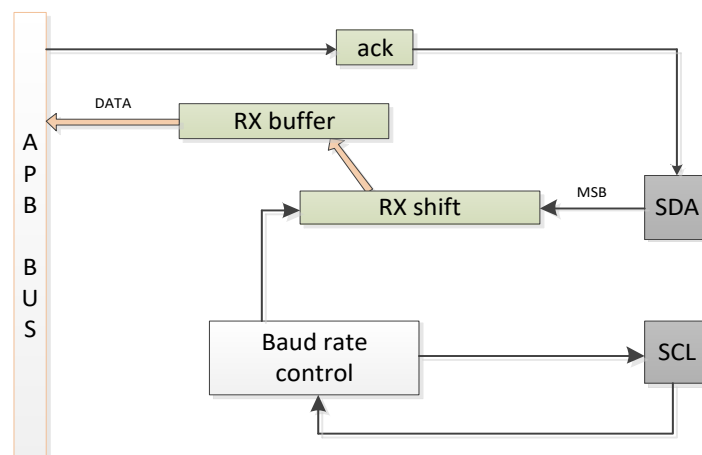 ack
DATA
RX buffer
A
P
B
B
U
S
MSB
RX shift
SDA
Baud rate
control
SCL